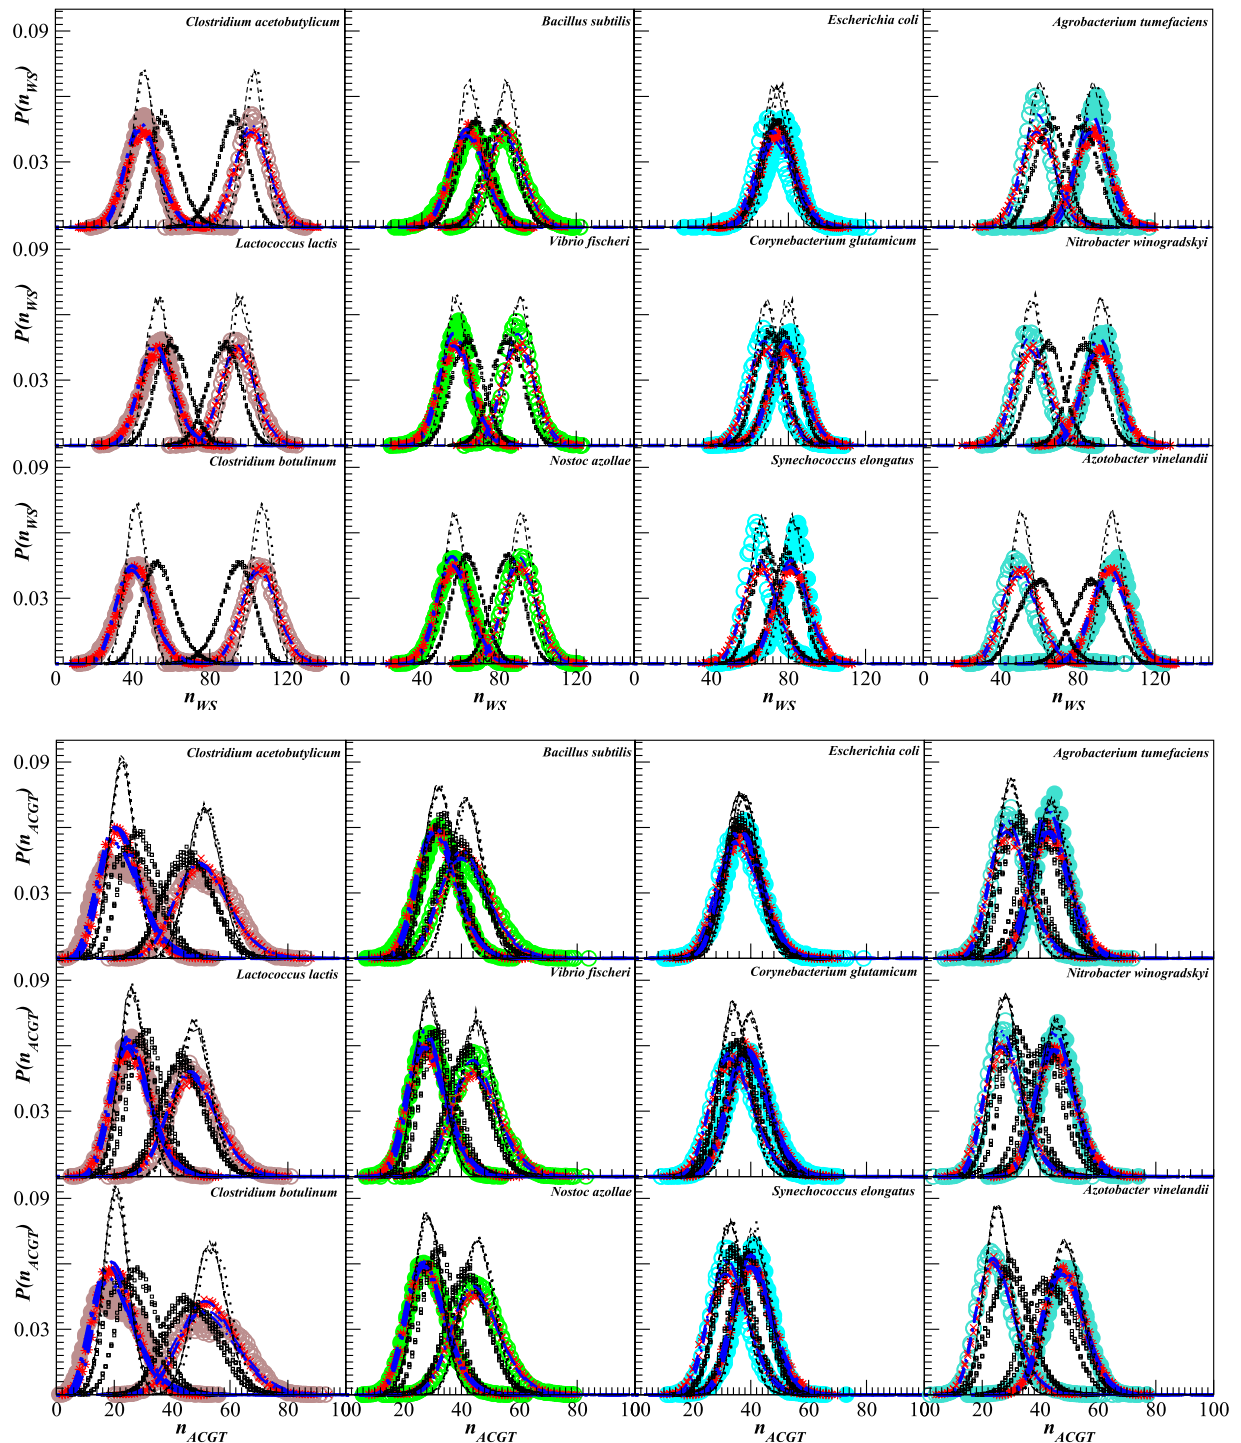 Clostridium acetobutylicum Bacillus subtilis Escherichia coli Agrobacterium tumefaciens
0.09
P(n_WS)
0.03
Lactococcus lactis Vibrio fischeri Corynebacterium glutamicum Nitrobacter winogradskyi
0.09
P(n_WS)
0.03
Clostridium botulinum Nostoc azollae Synechococcus elongatus Azotobacter vinelandii
0.09
P(n_WS)
0.03
0 40 80 120 0 40 80 120 0 40 80 120 0 40 80 120
n_WS n_WS n_WS n_WS
Clostridium acetobutylicum Bacillus subtilis Escherichia coli Agrobacterium tumefaciens
0.09
P(n_ACGT)
0.03
Lactococcus lactis Vibrio fischeri Corynebacterium glutamicum Nitrobacter winogradskyi
0.09
P(n_ACGT)
0.03
Clostridium botulinum Nostoc azollae Synechococcus elongatus Azotobacter vinelandii
0.09
P(n_ACGT)
0.03
0 20 40 60 80 100 20 40 60 80 100 20 40 60 80 100 20 40 60 80 100
n_ACGT n_ACGT n_ACGT n_ACGT